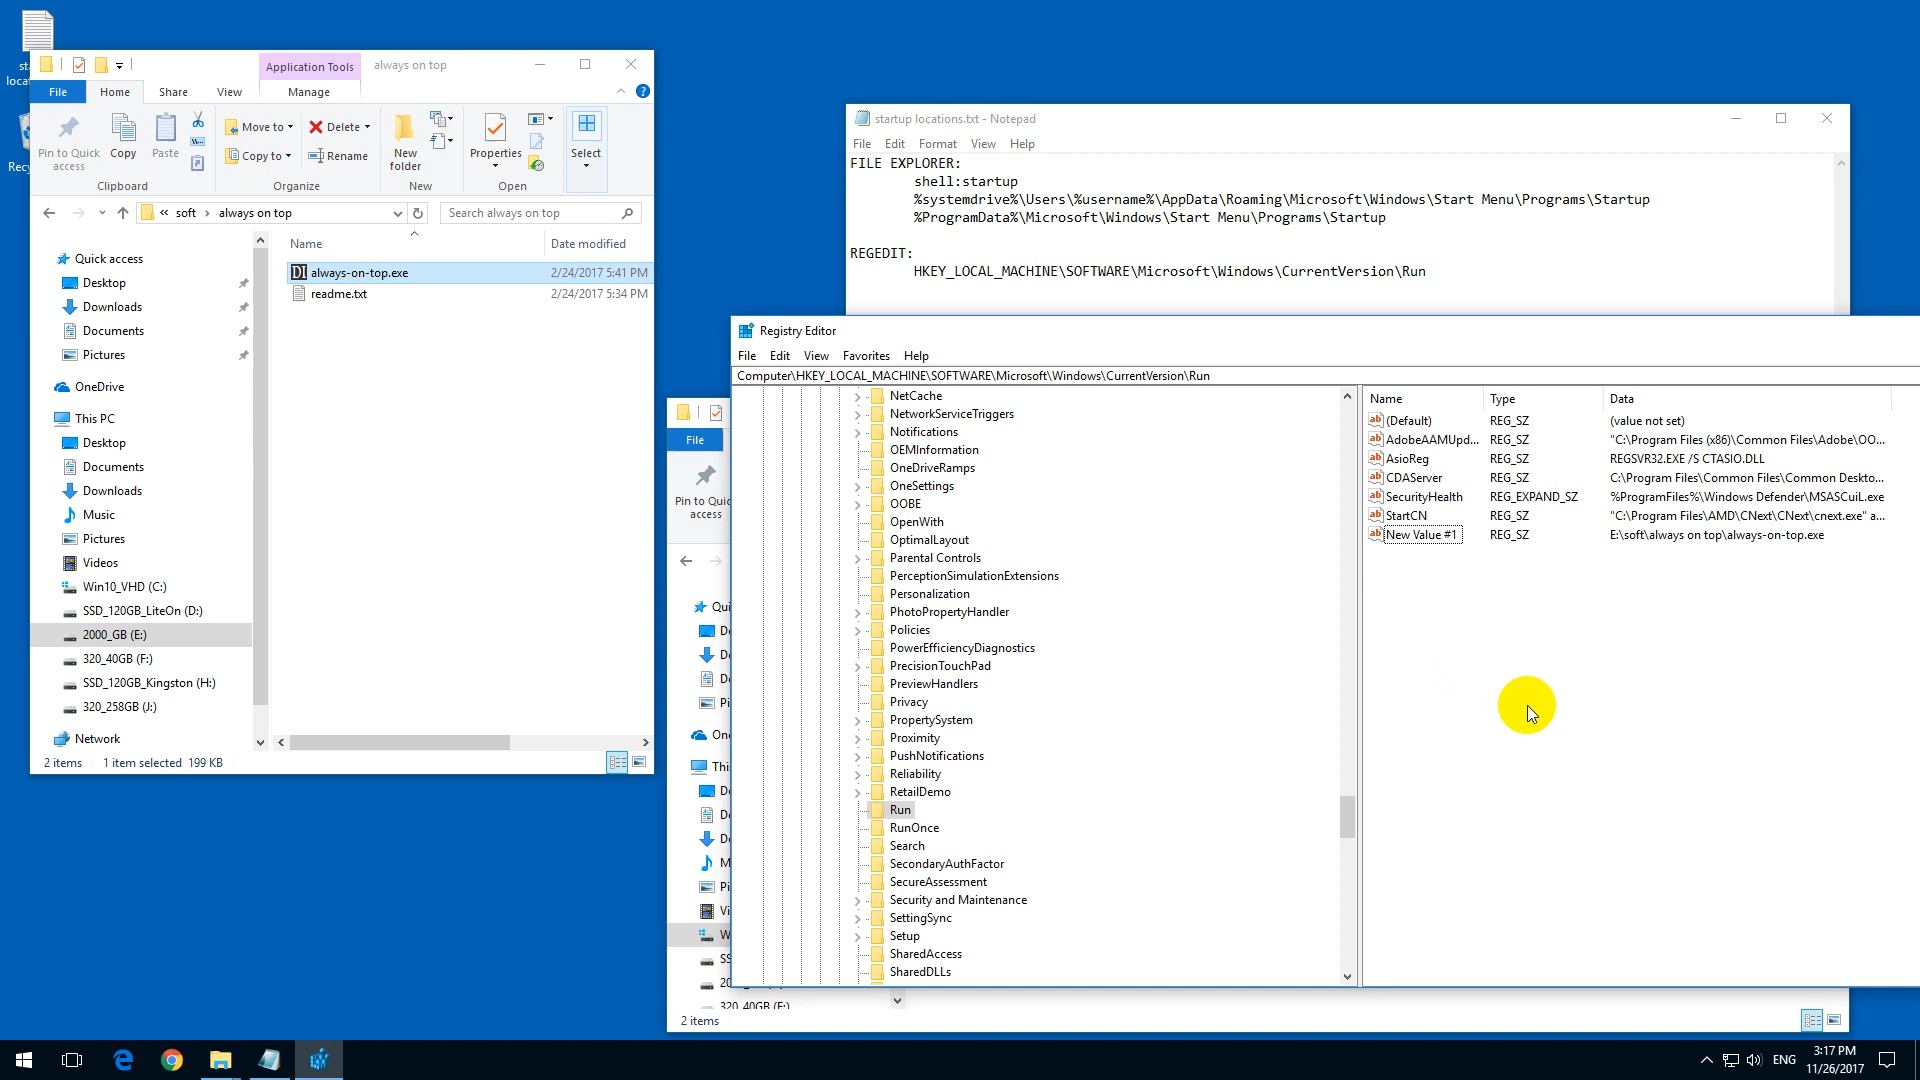 Application Tools
always on top
File
Home
Share
View
Manage
Pin to Quick access
Copy
Paste
Move to
Copy to
Delete
Rename
New folder
Properties
Select
Clipboard
Organize
New
Open
« soft › always on top
Search always on top
Quick access
Desktop
Downloads
Documents
Pictures
OneDrive
This PC
Desktop
Documents
Downloads
Music
Pictures
Videos
Win10_VHD (C:)
SSD_120GB_LiteOn (D:)
2000_GB (E:)
320_40GB (F:)
SSD_120GB_Kingston (H:)
320_258GB (J:)
Network
Name
Date modified
always-on-top.exe 2/24/2017 5:41 PM
readme.txt 2/24/2017 5:34 PM
2 items 1 item selected 199 KB
startup locations.txt - Notepad
File Edit Format View Help
FILE EXPLORER:
shell:startup
%systemdrive%\Users\%username%\AppData\Roaming\Microsoft\Windows\Start Menu\Programs\Startup
%ProgramData%\Microsoft\Windows\Start Menu\Programs\Startup
REGEDIT:
HKEY_LOCAL_MACHINE\SOFTWARE\Microsoft\Windows\CurrentVersion\Run
Registry Editor
File Edit View Favorites Help
Computer\HKEY_LOCAL_MACHINE\SOFTWARE\Microsoft\Windows\CurrentVersion\Run
NetCache
NetworkServiceTriggers
Notifications
OEMInformation
OneDriveRamps
OneSettings
OOBE
OpenWith
OptimalLayout
Parental Controls
PerceptionSimulationExtensions
Personalization
PhotoPropertyHandler
Policies
PowerEfficiencyDiagnostics
PrecisionTouchPad
PreviewHandlers
Privacy
PropertySystem
Proximity
PushNotifications
Reliability
RetailDemo
Run
RunOnce
Search
SecondaryAuthFactor
SecureAssessment
Security and Maintenance
SettingSync
Setup
SharedAccess
SharedDLLs
Name Type Data
(Default) REG_SZ (value not set)
AdobeAAMUpd... REG_SZ "C:\Program Files (x86)\Common Files\Adobe\OO...
AsioReg REG_SZ REGSVR32.EXE /S CTASIO.DLL
CDAServer REG_SZ C:\Program Files\Common Files\Common Deskto...
SecurityHealth REG_EXPAND_SZ %ProgramFiles%\Windows Defender\MSASCuiL.exe
StartCN REG_SZ "C:\Program Files\AMD\CNext\CNext\cnext.exe" a...
New Value #1 REG_SZ E:\soft\always on top\always-on-top.exe
File
2 items
ENG
3:17 PM
11/26/2017